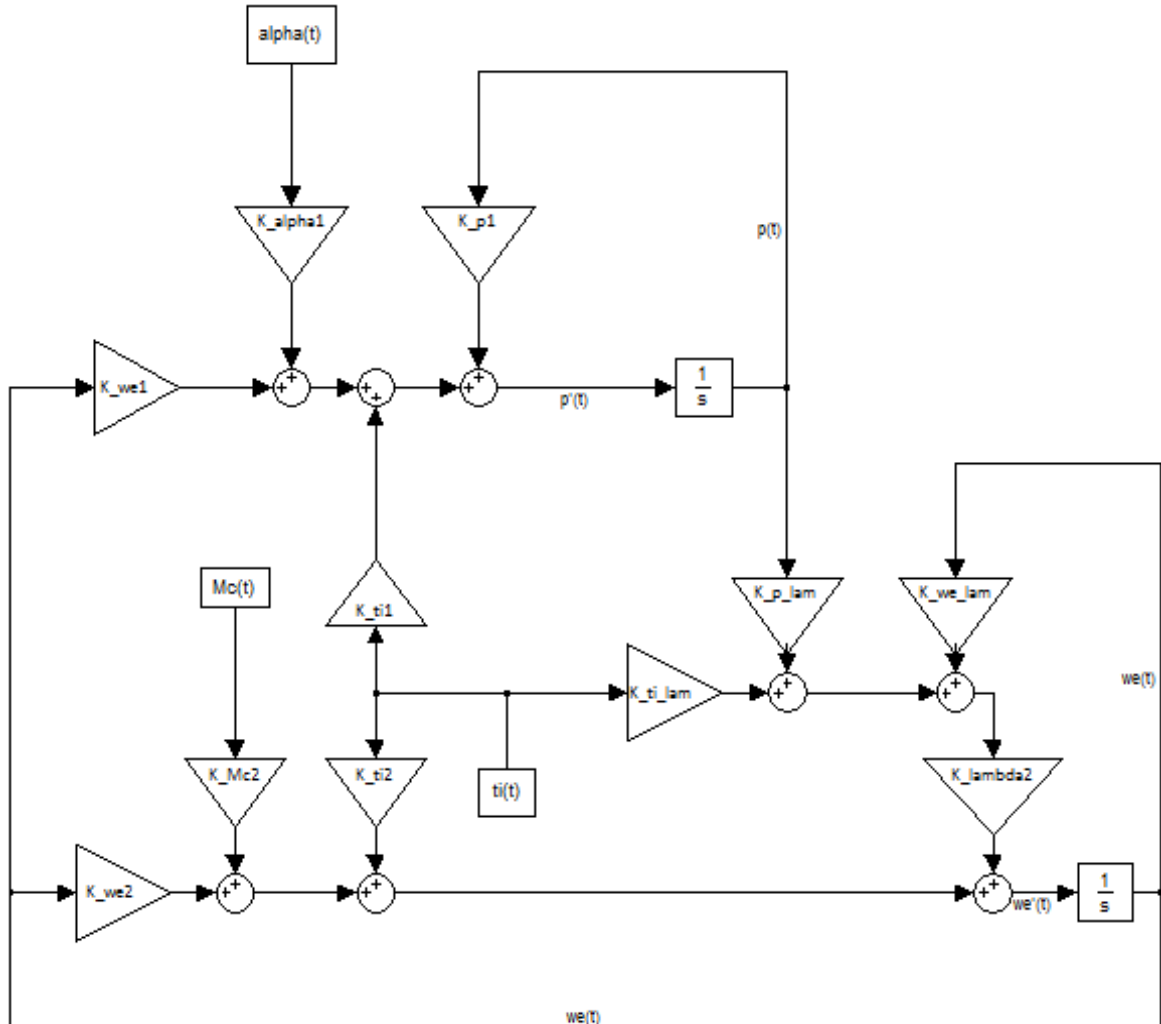 alpha(t)
K_alpha1
K_p1
p(t)
K_we1
+
+
+
+
+
+
p'(t)
1
s
Mc(t)
K_ti1
K_p_lam
K_we_lam
K_ti_lam
+
+
+
+
we(t)
K_Mc2
K_ti2
ti(t)
K_lambda2
K_we2
+
+
+
+
+
+
we'(t)
1
s
we(t)